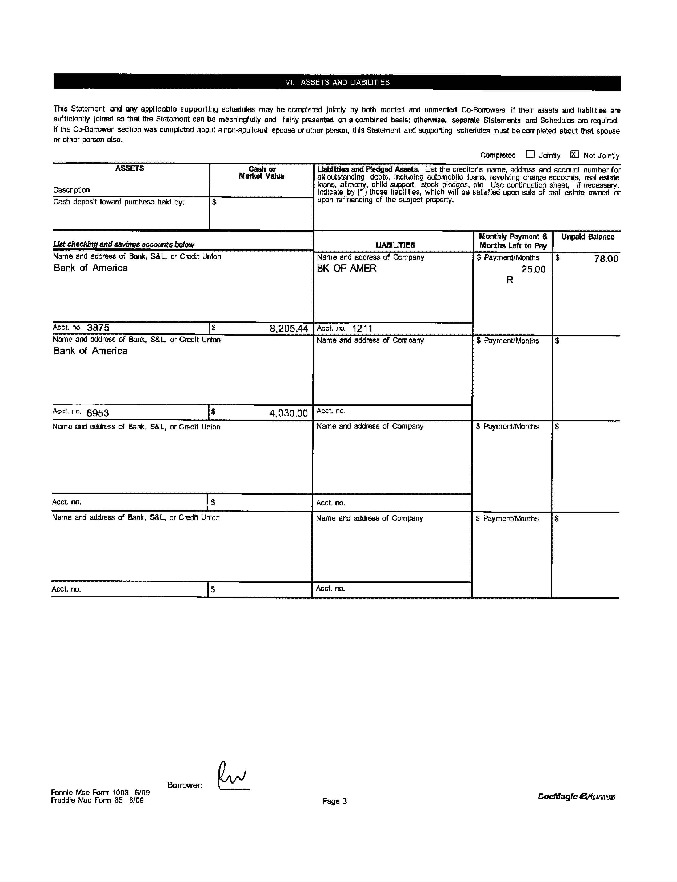 VI. ASSETS AND LIABILITIES
This Statement and any applicable supporting schedules may be completed jointly by both married and unmarried Co-Borrowers if their assets and liabilities are
sufficiently joined so that the Statement can be meaningfully and fairly presented on a combined basis; otherwise, separate Statements and Schedules are required.
If the Co-Borrower section was completed about a non-applicant spouse or other person, this Statement and supporting schedules must be completed about that spouse
or other person also.
Completed ☐ Jointly ☒ Not Jointly
ASSETS
Cash or
Market Value
Description
Cash deposit toward purchase held by: $
Liabilities and Pledged Assets. List the creditor's name, address and account number for
all outstanding debts, including automobile loans, revolving charge accounts, real estate
loans, alimony, child support, stock pledges, etc. Use continuation sheet, if necessary.
Indicate by (*) those liabilities, which will be satisfied upon sale of real estate owned or
upon refinancing of the subject property.
List checking and savings accounts below
LIABILITIES
Monthly Payment &
Months Left to Pay
Unpaid Balance
Name and address of Bank, S&L, or Credit Union
Bank of America
Name and address of Company
BK OF AMER
$ Payment/Months
25.00
R
$ 78.00
Acct. no. 3875 $ 8,205.44 Acct. no. 1211
Name and address of Bank, S&L, or Credit Union
Bank of America
Name and address of Company
$ Payment/Months
$
Acct. no. 6953 $ 4,030.00 Acct. no.
Name and address of Bank, S&L, or Credit Union
Name and address of Company
$ Payment/Months
$
Acct. no. $ Acct. no.
Name and address of Bank, S&L, or Credit Union
Name and address of Company
$ Payment/Months
$
Acct. no. $ Acct. no.
Borrower:
Fannie Mae Form 1003 6/09
Freddie Mac Form 65 6/09
Page 3
DocMagic